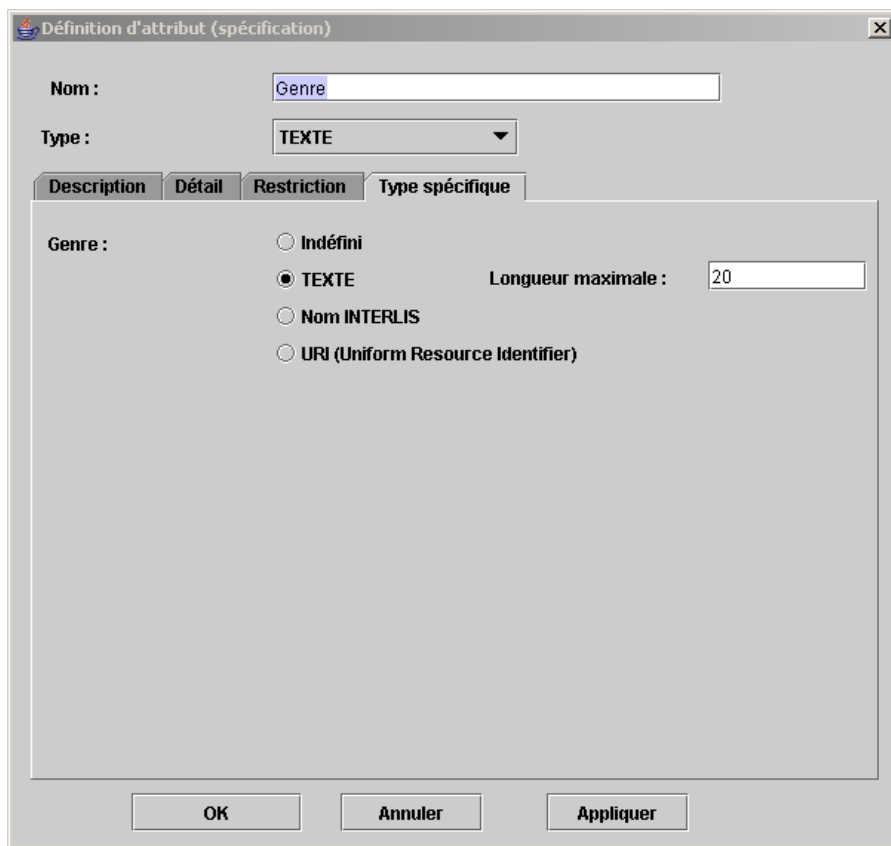 Définition d'attribut (spécification)
Nom :
Genre
Type :
TEXTE
Description Détail Restriction Type spécifique
Genre :
Indéfini
TEXTE Longueur maximale : 20
Nom INTERLIS
URI (Uniform Resource Identifier)
OK Annuler Appliquer